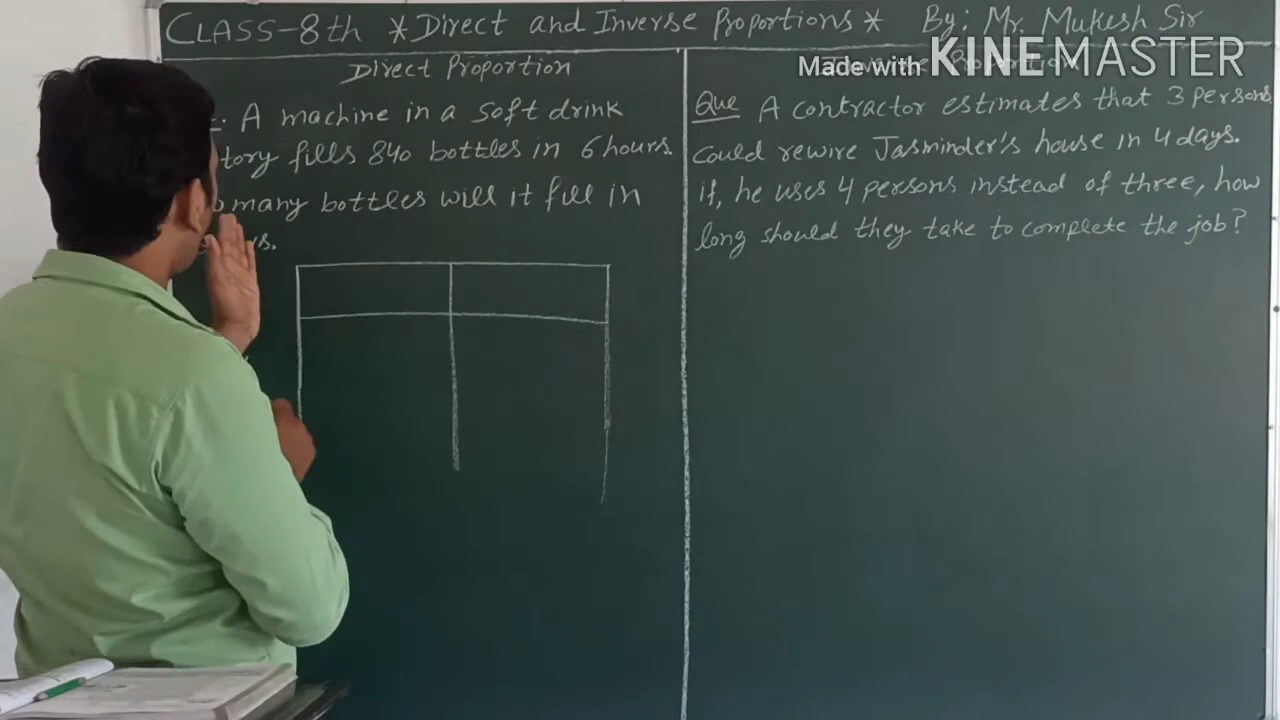 CLASS-8th * Direct and Inverse Proportions * By: Mr. Mukesh Sir
Made with KINEMASTER
Direct Proportion
A machine in a soft drink
tory fills 840 bottles in 6 hours.
many bottles will it fill in
Que A contractor estimates that 3 persons
could rewire Jasminder's house in 4 days.
if, he uses 4 persons instead of three, how
long should they take to complete the job?